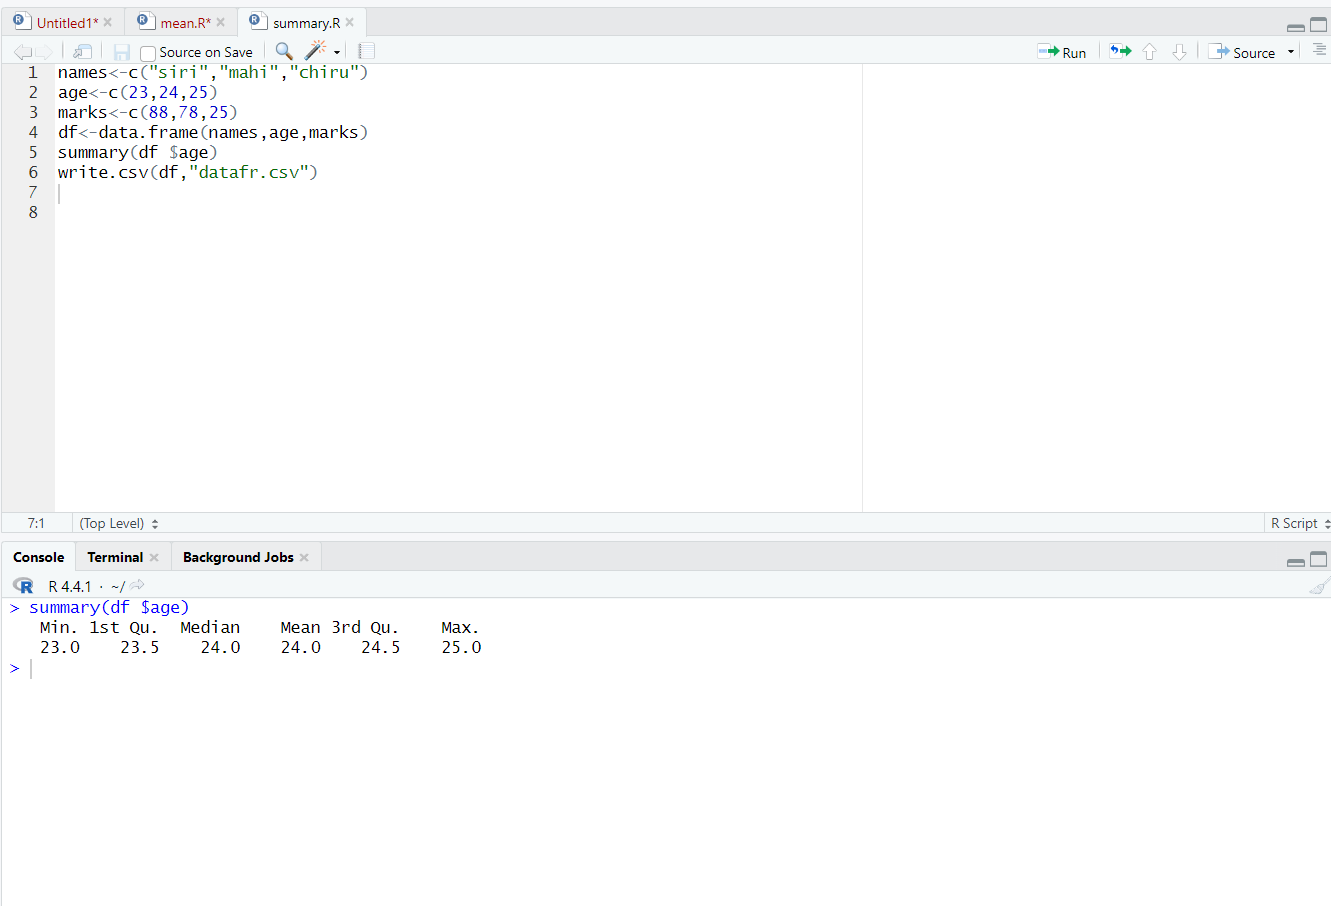 Untitled1* mean.R* summary.R
Source on Save Run Source
1 names<-c("siri","mahi","chiru")
2 age<-c(23,24,25)
3 marks<-c(88,78,25)
4 df<-data.frame(names,age,marks)
5 summary(df $age)
6 write.csv(df,"datafr.csv")
7
8
7:1 (Top Level) R Script
Console Terminal Background Jobs
R R 4.4.1 · ~/
> summary(df $age)
Min. 1st Qu. Median Mean 3rd Qu. Max.
23.0 23.5 24.0 24.0 24.5 25.0
>